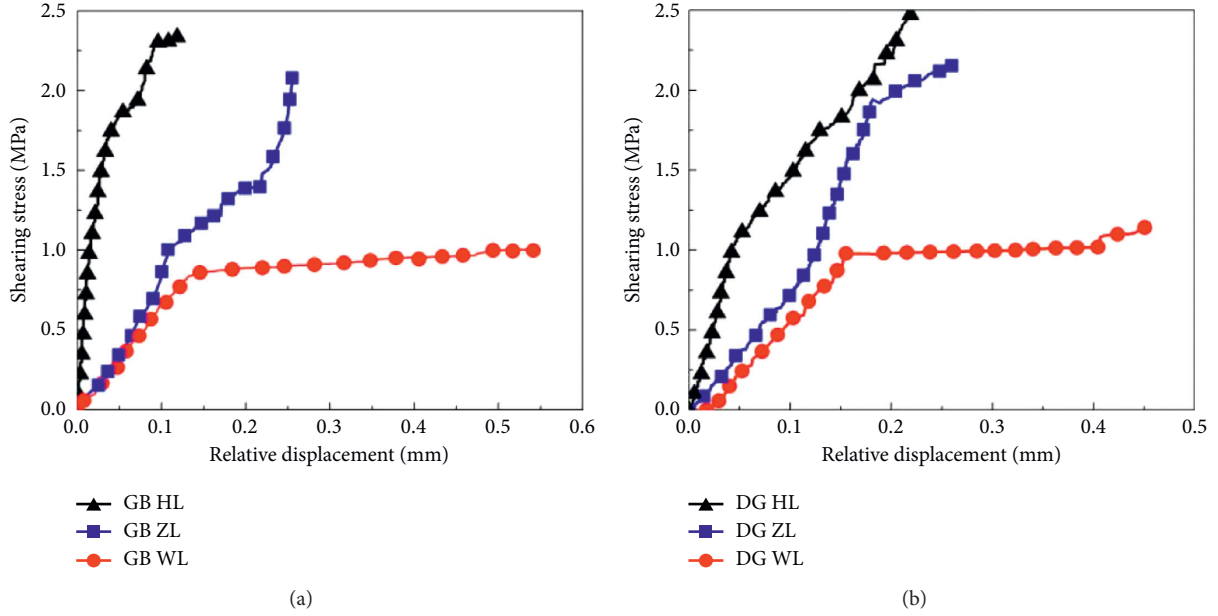 2.5
2.0
1.5
1.0
0.5
0.0
Shearing stress (MPa)
0.0 0.1 0.2 0.3 0.4 0.5 0.6
Relative displacement (mm)
GB HL
GB ZL
GB WL
(a)
2.5
2.0
1.5
1.0
0.5
0.0
Shearing stress (MPa)
0.0 0.1 0.2 0.3 0.4 0.5
Relative displacement (mm)
DG HL
DG ZL
DG WL
(b)